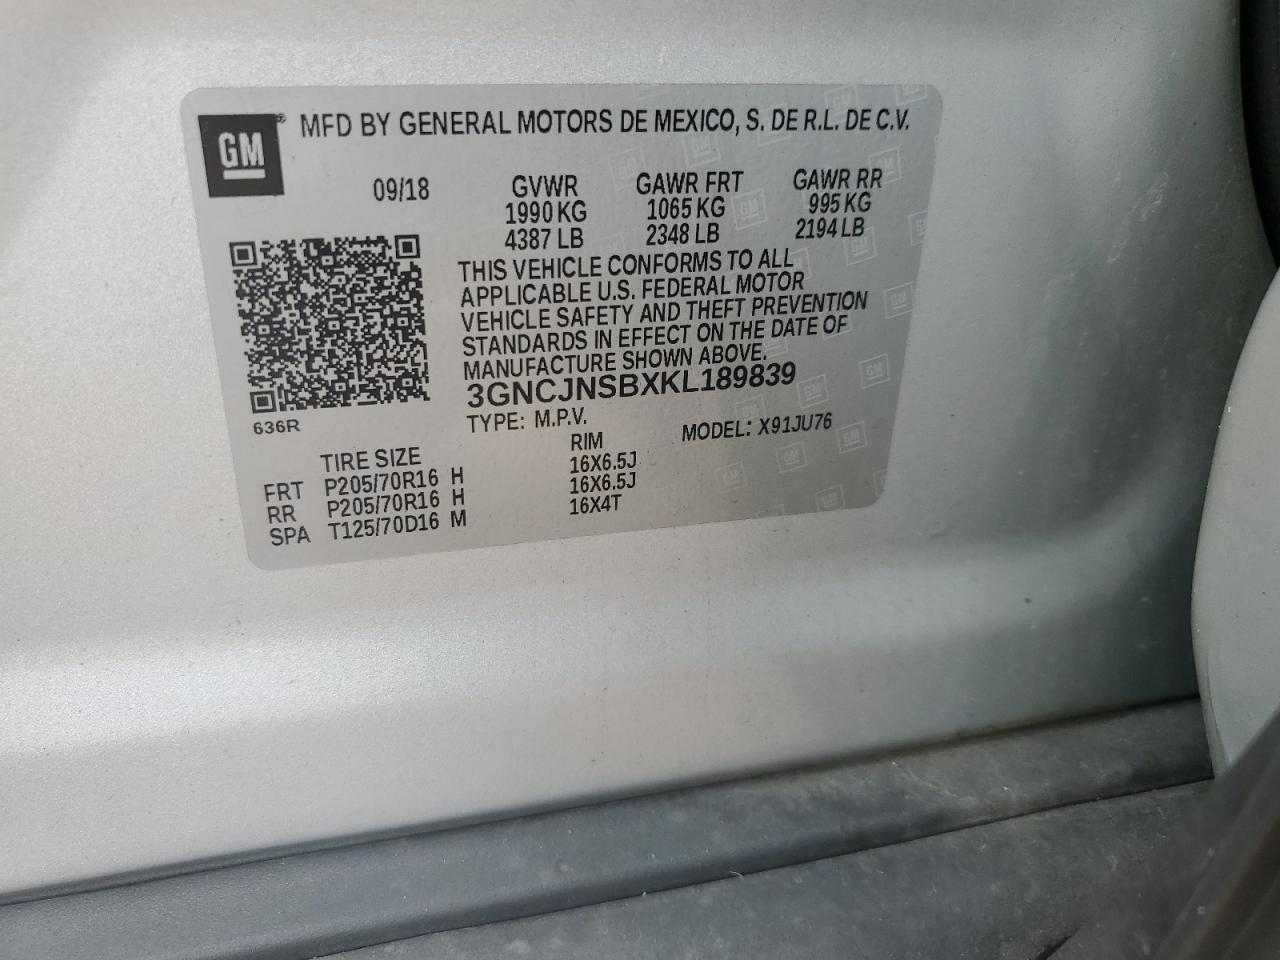 GM® MFD BY GENERAL MOTORS DE MEXICO, S. DE R.L. DE C.V.
09/18 GVWR GAWR FRT GAWR RR
1990 KG 1065 KG 995 KG
4387 LB 2348 LB 2194 LB
THIS VEHICLE CONFORMS TO ALL
APPLICABLE U.S. FEDERAL MOTOR
VEHICLE SAFETY AND THEFT PREVENTION
STANDARDS IN EFFECT ON THE DATE OF
MANUFACTURE SHOWN ABOVE.
3GNCJNSBXKL189839
636R TYPE: M.P.V. MODEL: X91JU76
TIRE SIZE RIM
FRT P205/70R16 H 16X6.5J
RR P205/70R16 H 16X6.5J
SPA T125/70D16 M 16X4T